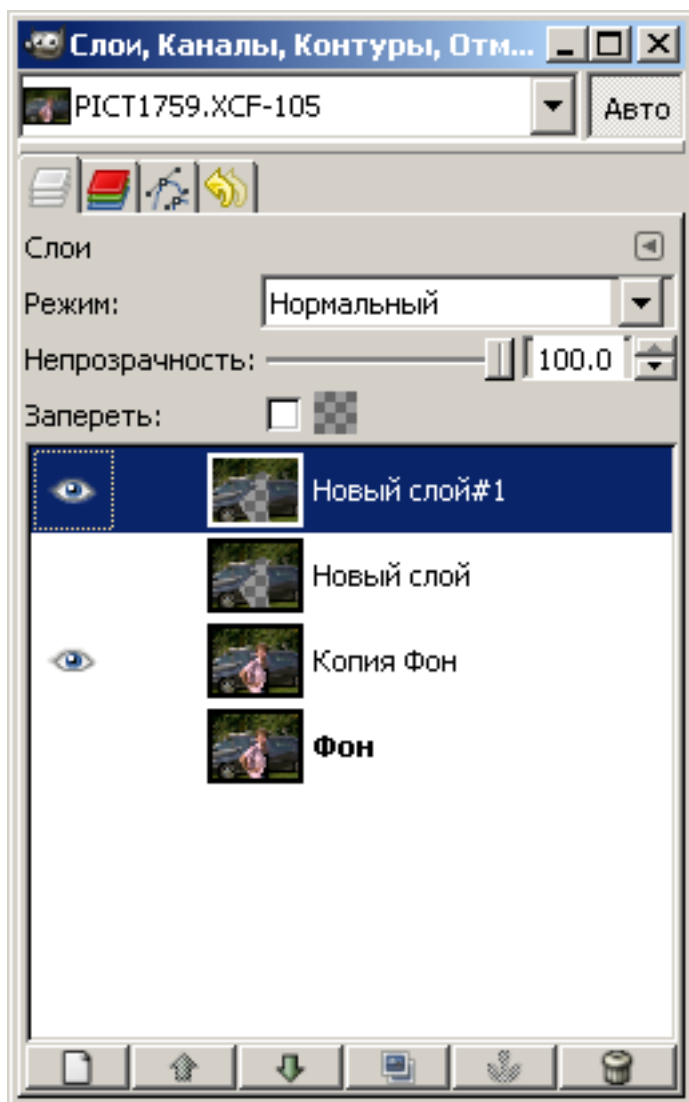 Слои, Каналы, Контуры, Отм...
PICT1759.XCF-105
Авто
Слои
Режим: Нормальный
Непрозрачность: 100.0
Запереть:
Новый слой#1
Новый слой
Копия Фон
Фон